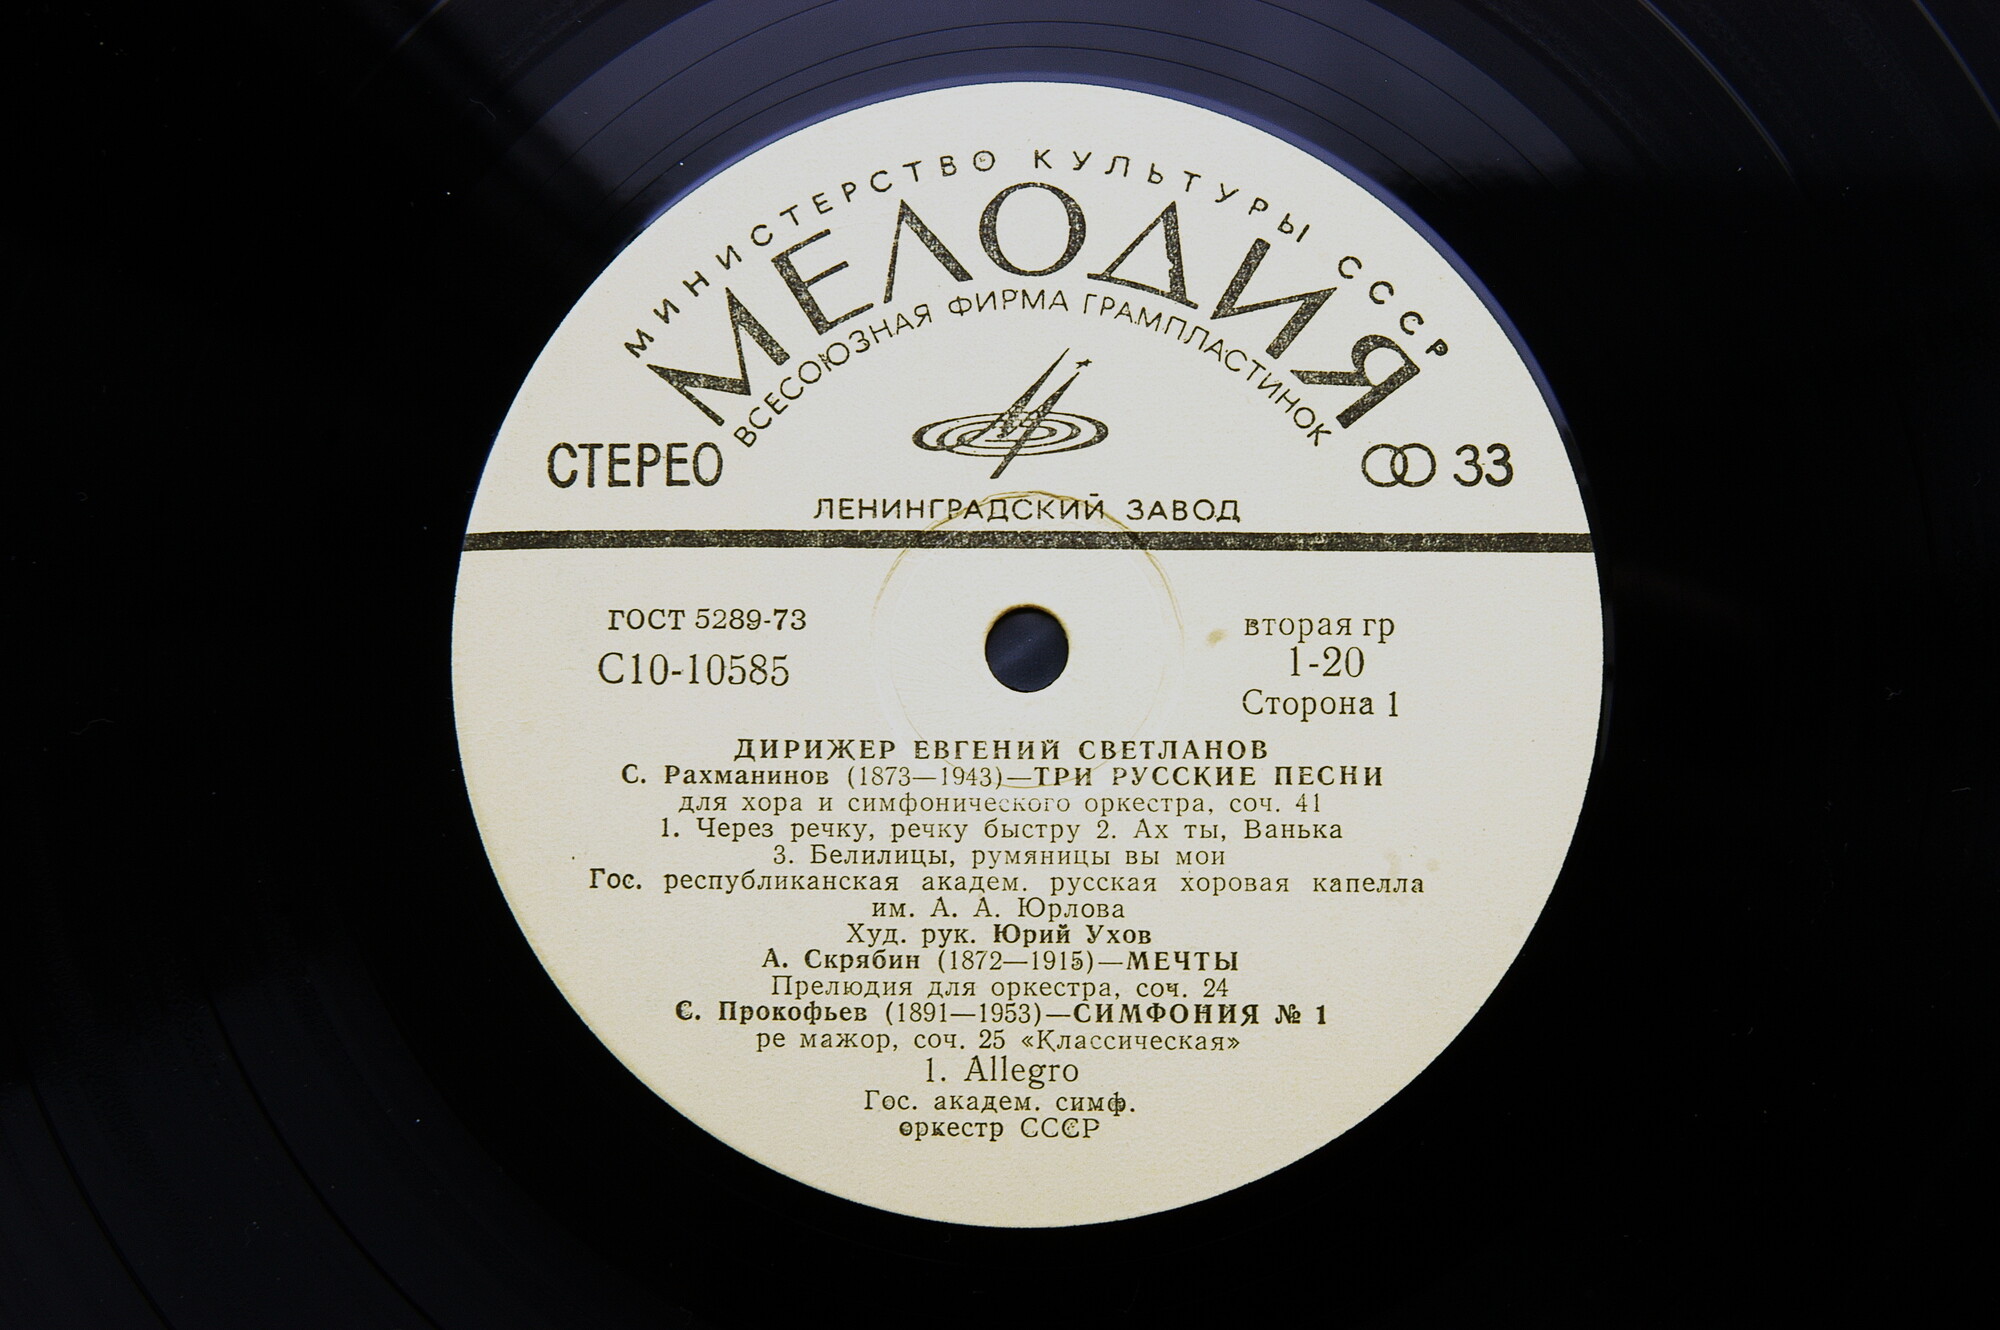 МИНИСТЕРСТВО КУЛЬТУРЫ СССР
МЕЛОДИЯ
ВСЕСОЮЗНАЯ ФИРМА ГРАМПЛАСТИНОК
СТЕРЕО
33
ЛЕНИНГРАДСКИЙ ЗАВОД
ГОСТ 5289-73
С10-10585
вторая гр
1-20
Сторона 1
ДИРИЖЕР ЕВГЕНИЙ СВЕТЛАНОВ
С. Рахманинов (1873—1943)—ТРИ РУССКИЕ ПЕСНИ
для хора и симфонического оркестра, соч. 41
1. Через речку, речку быстру 2. Ах ты, Ванька
3. Белилицы, румяницы вы мои
Гос. республиканская академ. русская хоровая капелла
им. А. А. Юрлова
Худ. рук. Юрий Ухов
А. Скрябин (1872—1915)—МЕЧТЫ
Прелюдия для оркестра, соч. 24
С. Прокофьев (1891—1953)—СИМФОНИЯ № 1
ре мажор, соч. 25 «Классическая»
1. Allegro
Гос. академ. симф.
оркестр СССР